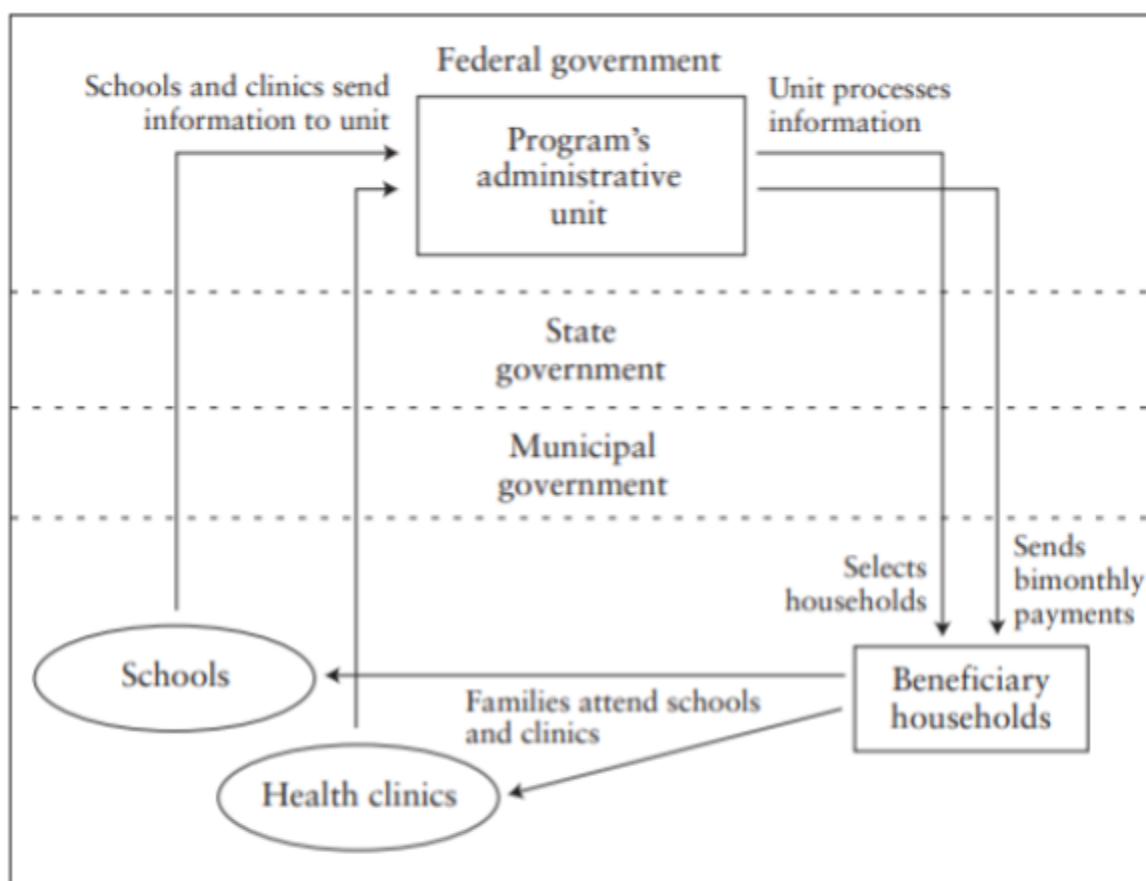 Federal government
Schools and clinics send
information to unit
Program's
administrative
unit
Unit processes
information
State
government
Municipal
government
Selects
households
Sends
bimonthly
payments
Schools
Families attend schools
and clinics
Beneficiary
households
Health clinics